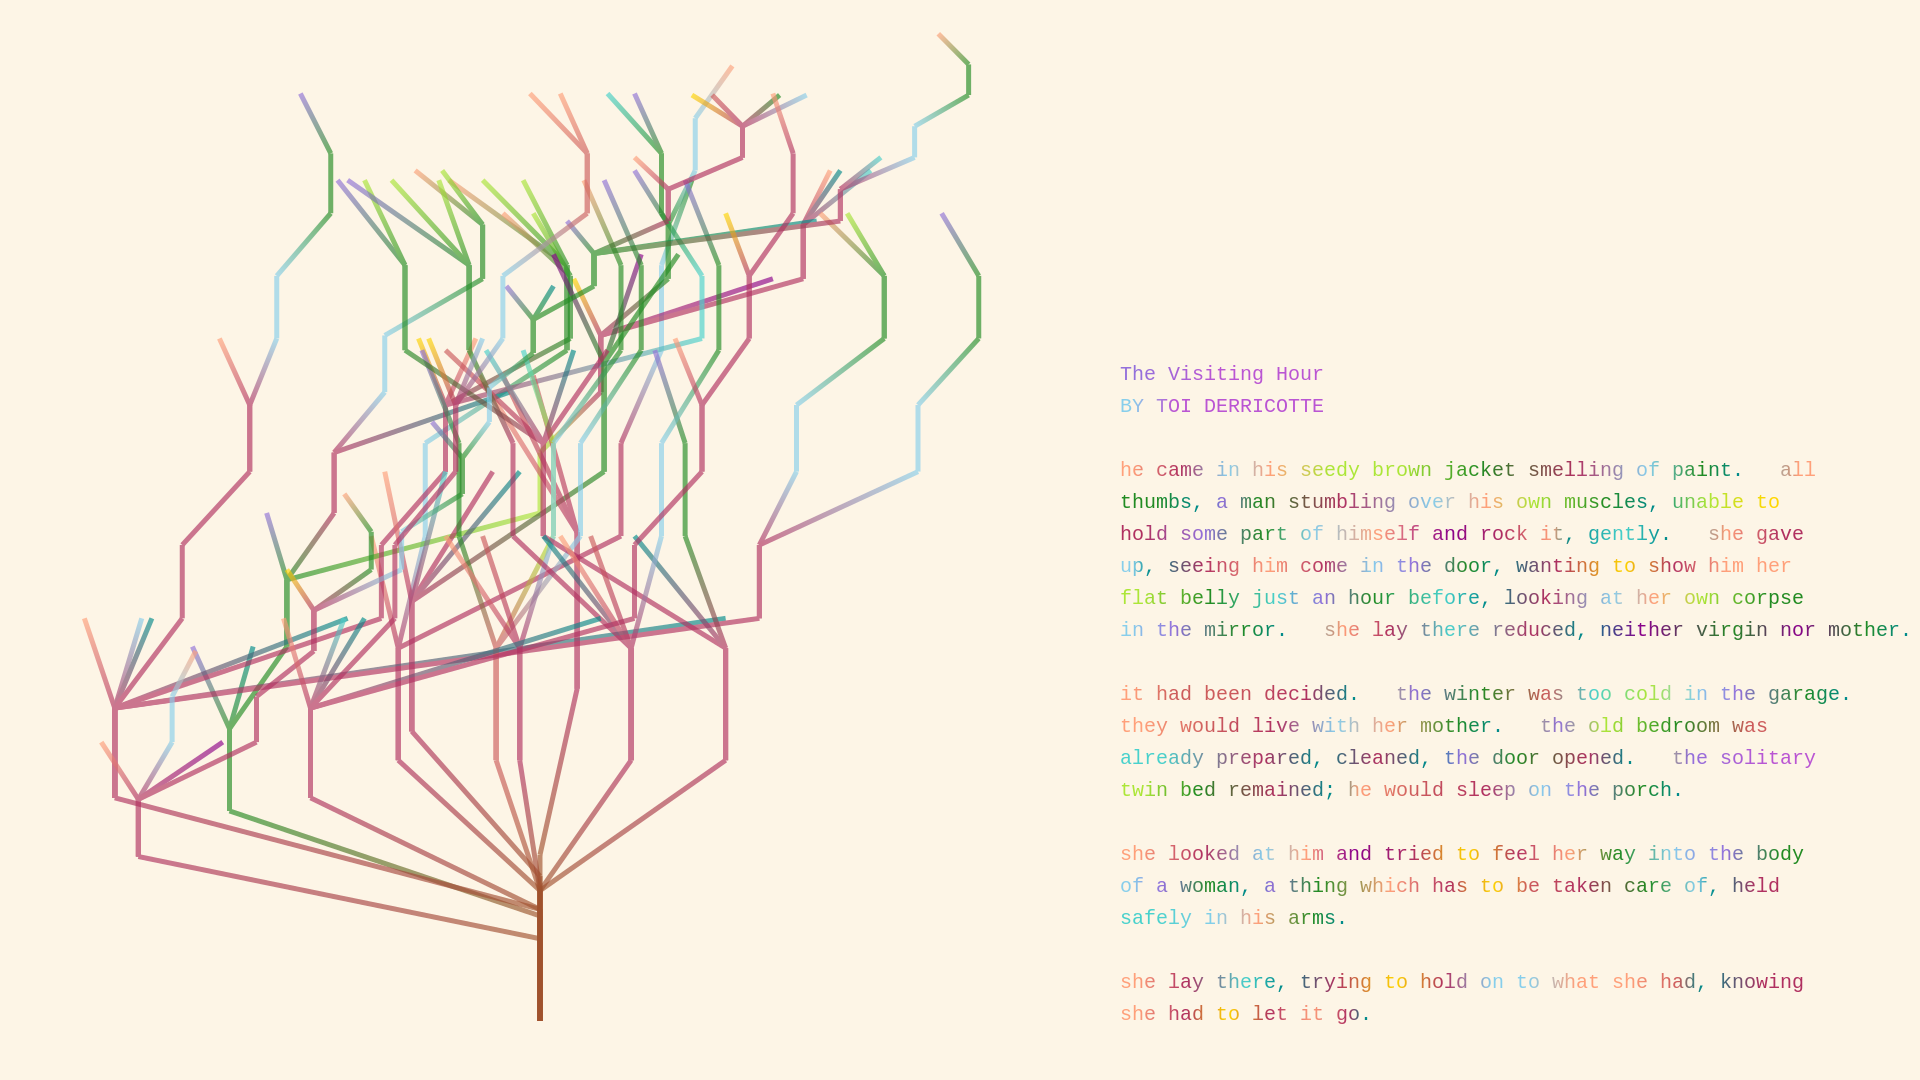 The Visiting Hour
BY TOI DERRICOTTE
he came in his seedy brown jacket smelling of paint.   all
thumbs, a man stumbling over his own muscles, unable to
hold some part of himself and rock it, gently.   she gave
up, seeing him come in the door, wanting to show him her
flat belly just an hour before, looking at her own corpse
in the mirror.   she lay there reduced, neither virgin nor mother.
it had been decided.   the winter was too cold in the garage.
they would live with her mother.   the old bedroom was
already prepared, cleaned, the door opened.   the solitary
twin bed remained; he would sleep on the porch.
she looked at him and tried to feel her way into the body
of a woman, a thing which has to be taken care of, held
safely in his arms.
she lay there, trying to hold on to what she had, knowing
she had to let it go.